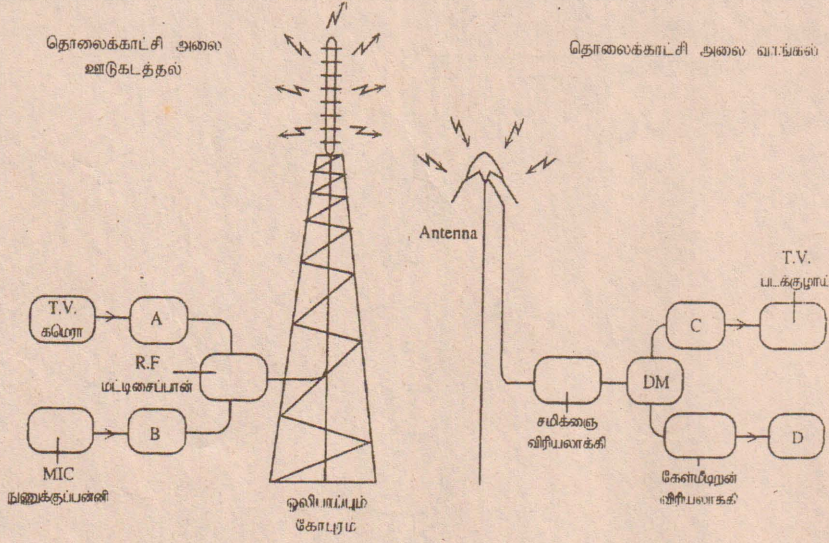 தொலைக்காட்சி அலை
ஊடுகடத்தல்
தொலைக்காட்சி அலை வாங்கல்
Antenna
T.V.
கமெரா
A
R.F
மட்டிசைப்பான்
B
MIC
நுணுக்குப்பன்னி
ஒலிபரப்பும்
கோபுரம்
சமிக்ஞை
விரியலாக்கி
DM
C
T.V.
படக்குழாய்
கேள்மீடிறன்
விரியலாக்கி
D